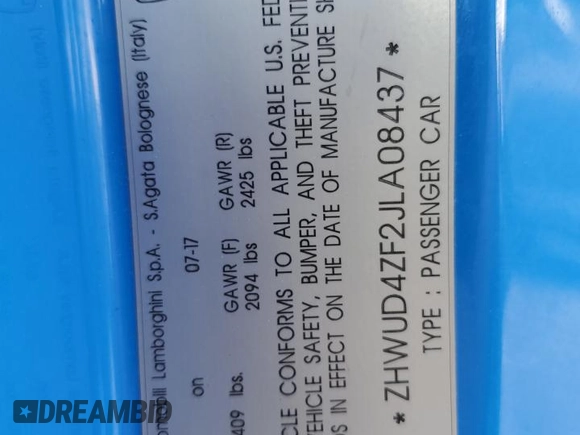 Lamborghini S.p.A. - S.Agata Bolognese (Italy) (
on 07-17
GAWR (F) GAWR (R)
409 lbs. 2094 lbs 2425 lbs
CLE CONFORMS TO ALL APPLICABLE U.S. FED
VEHICLE SAFETY, BUMPER, AND THEFT PREVENTI
DS IN EFFECT ON THE DATE OF MANUFACTURE SH
* ZHWUD4ZF2JLA08437 *
TYPE : PASSENGER CAR
DREAMBID